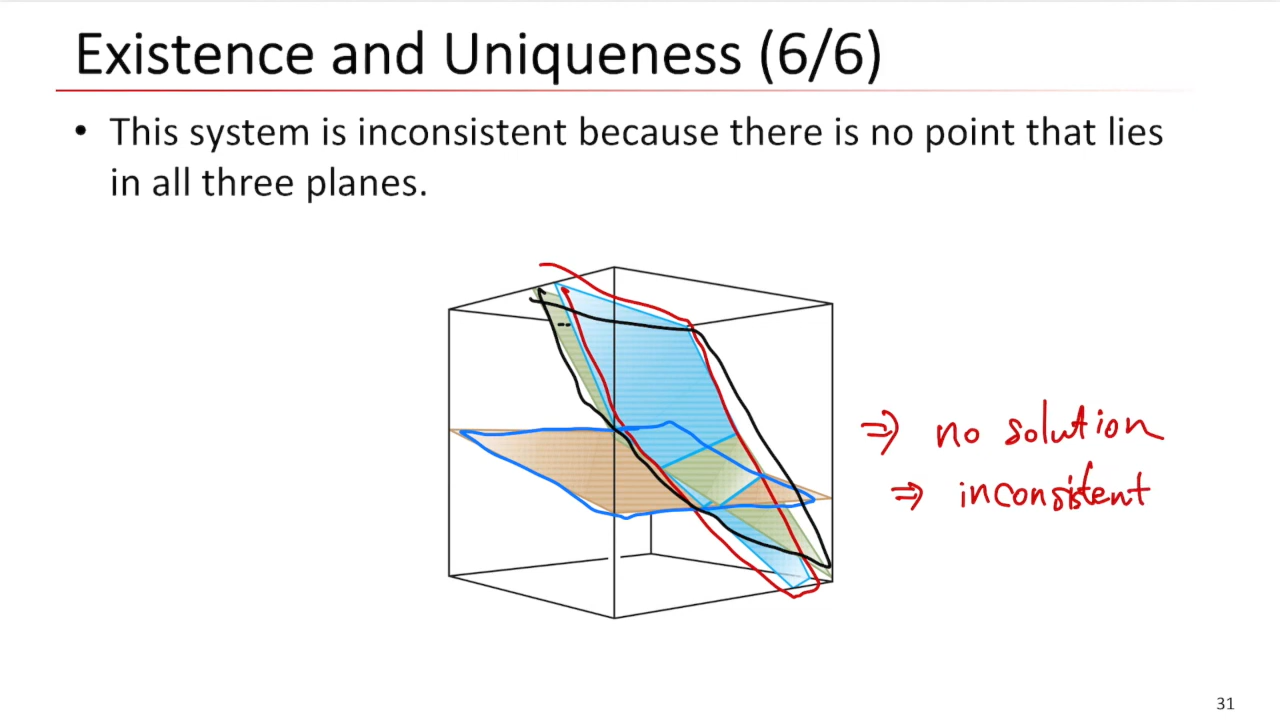 Existence and Uniqueness (6/6)
• This system is inconsistent because there is no point that lies
in all three planes.
⇒ no solution
⇒ inconsistent
31